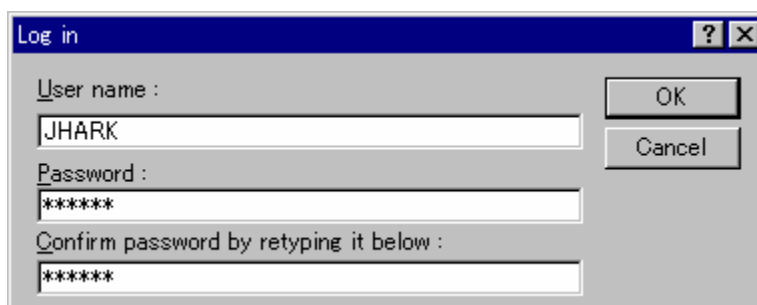 Log in
User name :
JHARK
OK
Cancel
Password :
******
Confirm password by retyping it below :
******